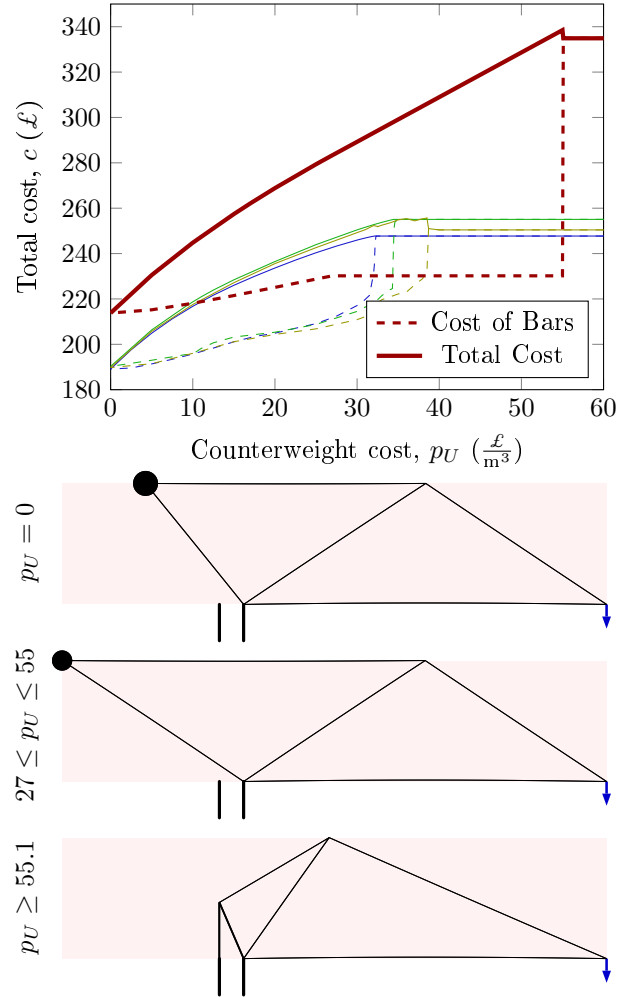 340
320
300
280
260
240
220
200
180
Total cost, c (£)
0 10 20 30 40 50 60
Counterweight cost, p_U (£/m³)
Cost of Bars
Total Cost
p_U = 0
27 ≤ p_U ≤ 55
p_U ≥ 55.1